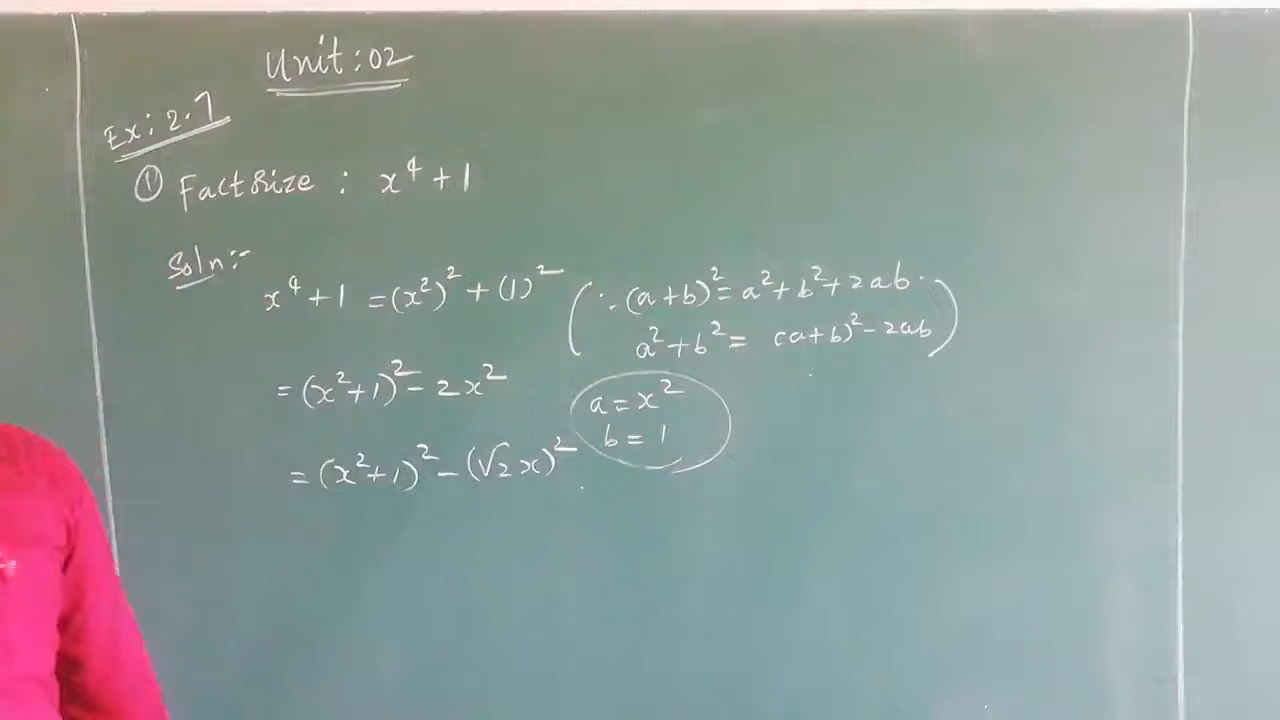 Unit:02
Ex: 2.7
① Factorize : x⁴ + 1
Soln:-
x⁴ + 1 = (x²)² + (1)² (∵ (a+b)² = a² + b² + 2ab.
a² + b² = (a+b)² - 2ab)
= (x²+1)² - 2x²
a = x²
b = 1
= (x²+1)² - (√2 x)²